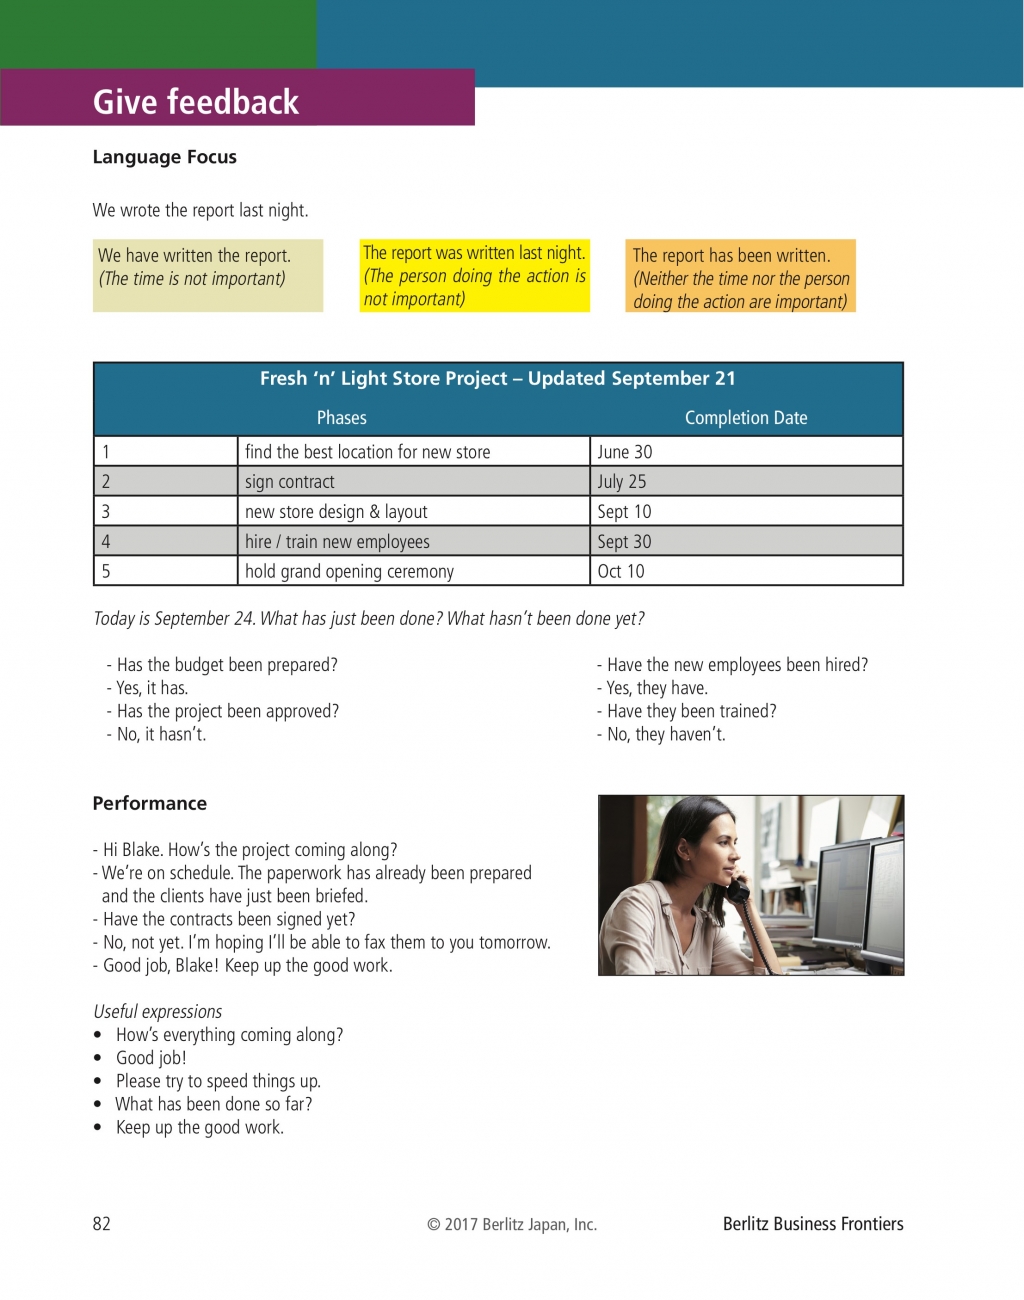 Give feedback
Language Focus
We wrote the report last night.
We have written the report.
(The time is not important)
The report was written last night.
(The person doing the action is
not important)
The report has been written.
(Neither the time nor the person
doing the action are important)
Fresh ‘n’ Light Store Project – Updated September 21
Phases Completion Date
1 find the best location for new store June 30
2 sign contract July 25
3 new store design & layout Sept 10
4 hire / train new employees Sept 30
5 hold grand opening ceremony Oct 10
Today is September 24. What has just been done? What hasn’t been done yet?
- Has the budget been prepared?
- Yes, it has.
- Has the project been approved?
- No, it hasn’t.
- Have the new employees been hired?
- Yes, they have.
- Have they been trained?
- No, they haven’t.
Performance
- Hi Blake. How’s the project coming along?
- We’re on schedule. The paperwork has already been prepared
and the clients have just been briefed.
- Have the contracts been signed yet?
- No, not yet. I’m hoping I’ll be able to fax them to you tomorrow.
- Good job, Blake! Keep up the good work.
Useful expressions
• How’s everything coming along?
• Good job!
• Please try to speed things up.
• What has been done so far?
• Keep up the good work.
82 © 2017 Berlitz Japan, Inc. Berlitz Business Frontiers